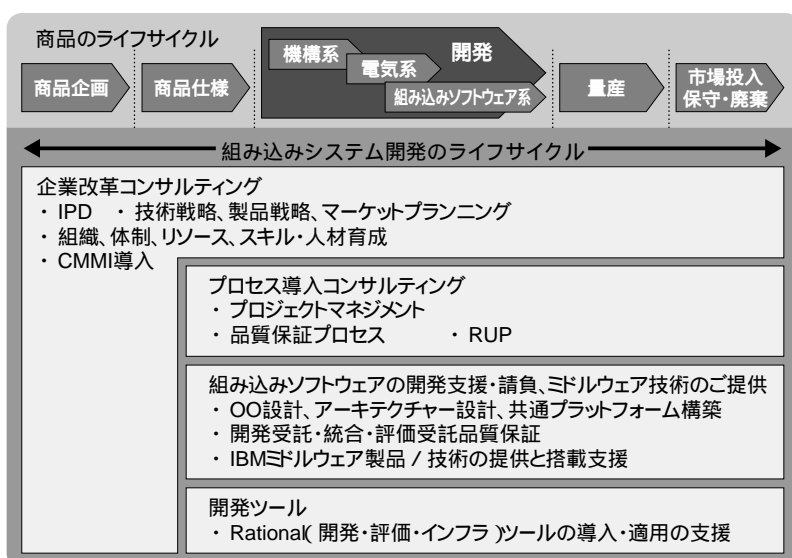 商品のライフサイクル
機構系
電気系
開発
組み込みソフトウェア系
商品企画
商品仕様
量産
市場投入
保守・廃棄
組み込みシステム開発のライフサイクル
企業改革コンサルティング
・ IPD ・ 技術戦略、製品戦略、マーケットプランニング
・ 組織、体制、リソース、スキル・人材育成
・ CMMI導入
プロセス導入コンサルティング
・ プロジェクトマネジメント
・ 品質保証プロセス ・ RUP
組み込みソフトウェアの開発支援・請負、ミドルウェア技術のご提供
・ OO設計、アーキテクチャー設計、共通プラットフォーム構築
・ 開発受託・統合・評価受託品質保証
・ IBMミドルウェア製品 / 技術の提供と搭載支援
開発ツール
・ Rational( 開発・評価・インフラ )ツールの導入・適用の支援